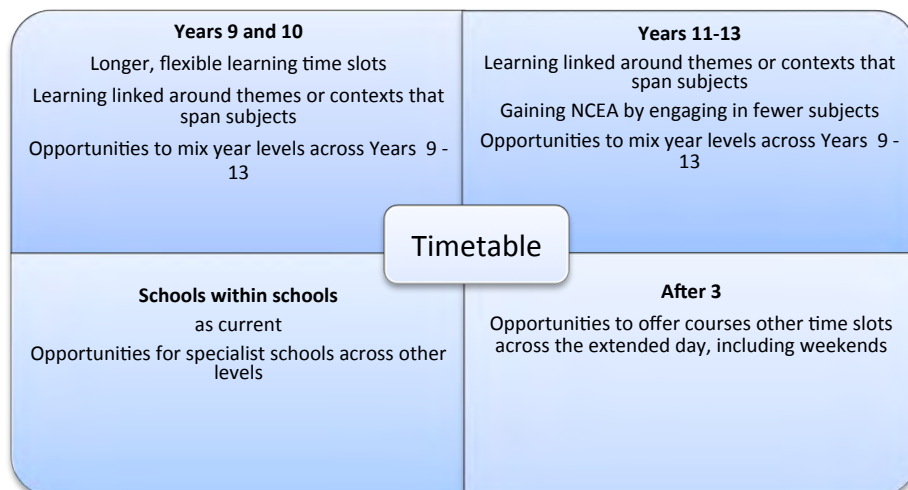 Years 9 and 10
Longer, flexible learning time slots
Learning linked around themes or contexts that
span subjects
Opportunities to mix year levels across Years 9 -
13
Years 11-13
Learning linked around themes or contexts that
span subjects
Gaining NCEA by engaging in fewer subjects
Opportunities to mix year levels across Years 9 -
13
Timetable
Schools within schools
as current
Opportunities for specialist schools across other
levels
After 3
Opportunities to offer courses other time slots
across the extended day, including weekends